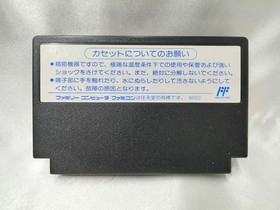 カセットについてのお願い
●精密機器ですので、極端な温度条件下での使用や保管および強い
ショックをさけてください。また、絶対に分解しないでください。
●端子部に手を触れたり、水にぬらしたりして汚さないようにして
ください。故障の原因となります。
ファミリーコンピュータ ファミコンは任天堂の商標です。